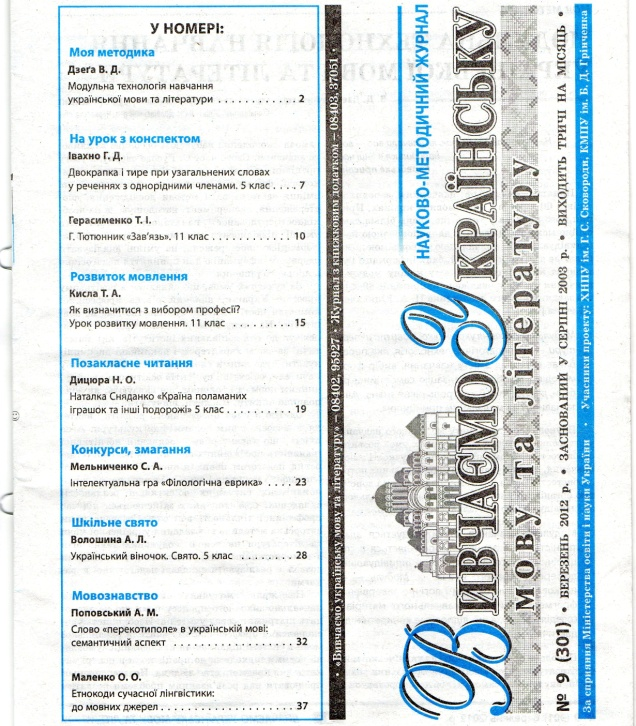 У НОМЕРІ:
Моя методика
Дзеґа В. Д.
Модульна технологія навчання
української мови та літератури . . . . . . . . . . . . 2
На урок з конспектом
Івахно Г. Д.
Двокрапка і тире при узагальнених словах
у реченнях з однорідними членами. 5 клас . . . . 7
Герасименко Т. І.
Г. Тютюнник «Зав'язь». 11 клас . . . . . . . . . . . . 10
Розвиток мовлення
Кисла Т. А.
Як визначитися з вибором професії?
Урок розвитку мовлення. 11 клас . . . . . . . . . 15
Позакласне читання
Дицюра Н. О.
Наталка Сняданко «Країна поламаних
іграшок та інші подорожі» 5 клас . . . . . . . . . . 19
Конкурси, змагання
Мельниченко С. А.
Інтелектуальна гра «Філологічна еврика» . . . . 23
Шкільне свято
Волошина А. Л.
Український віночок. Свято. 5 клас . . . . . . . . 28
Мовознавство
Поповський А. М.
Слово «перекотиполе» в українській мові:
семантичний аспект . . . . . . . . . . . . . . . . . 32
Маленко О. О.
Етнокоди сучасної лінгвістики:
до мовних джерел . . . . . . . . . . . . . . . . . . 37
• «Вивчаємо українську мову та літературу» – 08402, 95927 • Журнал з книжковим додатком – 08403, 37051 •
НАУКОВО-МЕТОДИЧНИЙ ЖУРНАЛ
ВИВЧАЄМО УКРАЇНСЬКУ
мову та літературу
№ 9 (301) • БЕРЕЗЕНЬ 2012 р. • ЗАСНОВАНИЙ У СЕРПНІ 2003 р. • ВИХОДИТЬ ТРИЧІ НА МІСЯЦЬ •
За сприяння Міністерства освіти і науки України • Учасники проекту: ХНПУ ім. Г. С. Сковороди, КМПУ ім. Б. Д. Грінченка